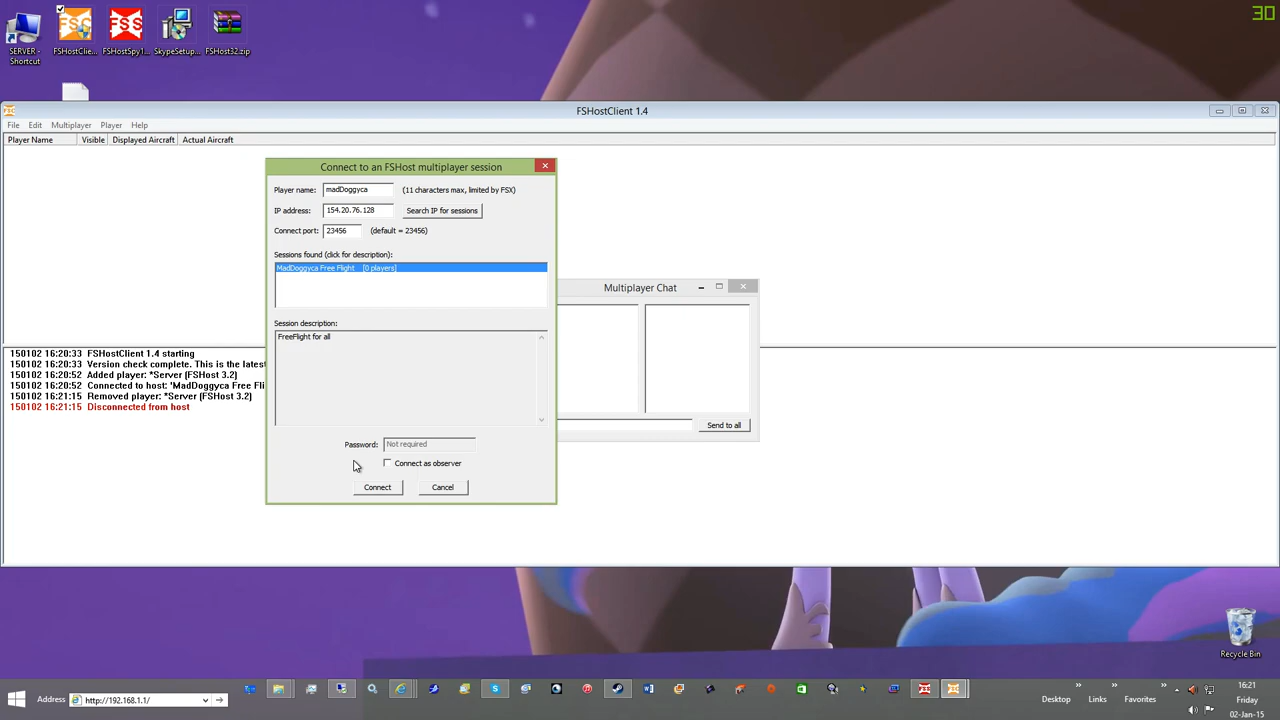 30
SERVER -
Shortcut
FSHostClie...
FSHostSpy1...
SkypeSetup...
FSHost32.zip
FSHostClient 1.4
File Edit Multiplayer Player Help
Player Name Visible Displayed Aircraft Actual Aircraft
Connect to an FSHost multiplayer session
Player name: madDoggyca (11 characters max, limited by FSX)
IP address: 154.20.76.128 Search IP for sessions
Connect port: 23456 (default = 23456)
Sessions found (click for description):
MadDoggyca Free Flight [0 players]
Session description:
FreeFlight for all
Password: Not required
Connect as observer
Connect Cancel
Multiplayer Chat
Send to all
150102 16:20:33 FSHostClient 1.4 starting
150102 16:20:33 Version check complete. This is the latest
150102 16:20:52 Added player: *Server (FSHost 3.2)
150102 16:20:52 Connected to host: 'MadDoggyca Free Fli
150102 16:21:15 Removed player: *Server (FSHost 3.2)
150102 16:21:15 Disconnected from host
Recycle Bin
Address http://192.168.1.1/
Desktop Links Favorites
16:21
Friday
02-Jan-15